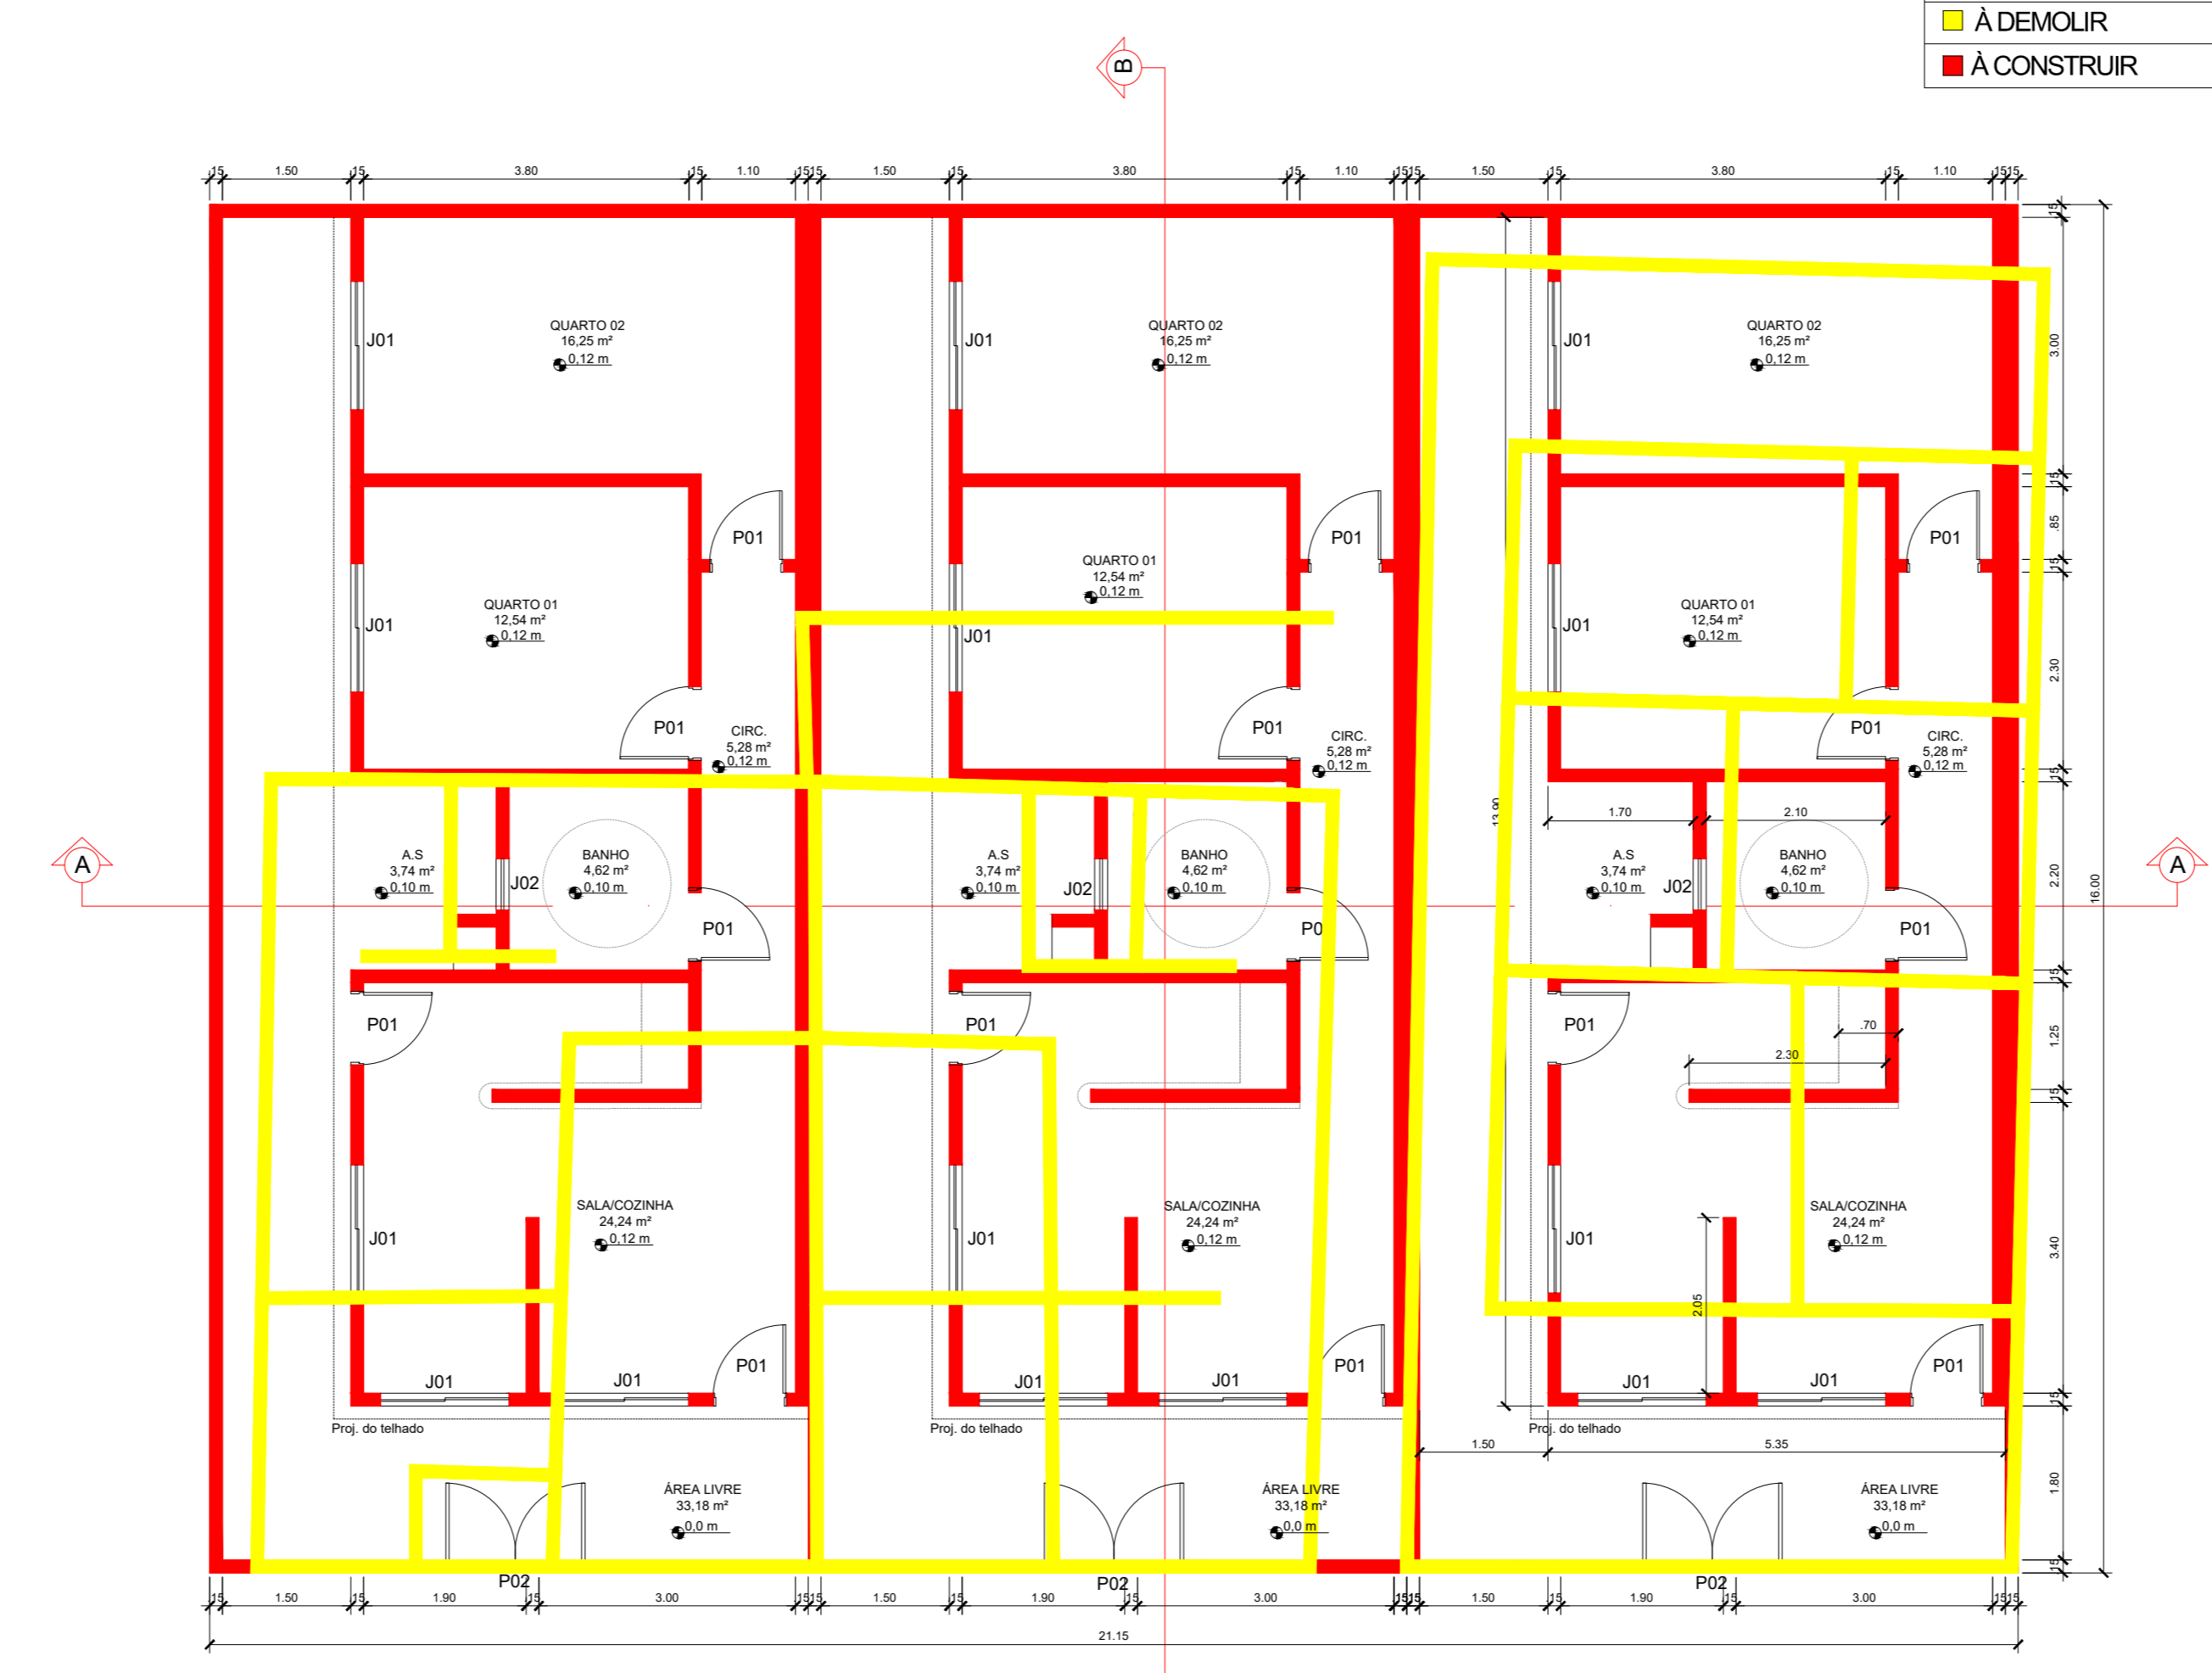 À DEMOLIR
À CONSTRUIR
B
15 1.50 15 3.80 15 1.10 15 15 1.50 15 3.80 15 1.10 15 15 1.50 15 3.80 15 1.10 15 15
QUARTO 02
16,25 m²
0,12 m
J01
QUARTO 02
16,25 m²
0,12 m
J01
QUARTO 02
16,25 m²
0,12 m
J01
P01
P01
P01
QUARTO 01
12,54 m²
0,12 m
J01
QUARTO 01
12,54 m²
0,12 m
J01
QUARTO 01
12,54 m²
0,12 m
J01
P01
P01
P01
CIRC.
5,28 m²
0,12 m
CIRC.
5,28 m²
0,12 m
CIRC.
5,28 m²
0,12 m
A
A.S
3,74 m²
0,10 m
J02
BANHO
4,62 m²
0,10 m
P01
A.S
3,74 m²
0,10 m
J02
BANHO
4,62 m²
0,10 m
P0
1.70
2.10
13.90
A.S
3,74 m²
0,10 m
J02
BANHO
4,62 m²
0,10 m
P01
A
P01
P01
P01
.70
2.30
SALA/COZINHA
24,24 m²
0,12 m
J01
SALA/COZINHA
24,24 m²
0,12 m
J01
SALA/COZINHA
24,24 m²
0,12 m
J01
2.05
J01
J01
P01
J01
J01
P01
J01
J01
P01
Proj. do telhado
Proj. do telhado
Proj. do telhado
1.50
5.35
ÁREA LIVRE
33,18 m²
0,0 m
ÁREA LIVRE
33,18 m²
0,0 m
ÁREA LIVRE
33,18 m²
0,0 m
P02
P02
P02
15
3.00
15
.85
15
2.30
15
2.20
15
1.25
15
3.40
15
1.80
15
16.00
15 1.50 15 1.90 15 3.00 15 15 1.50 15 1.90 15 3.00 15 15 1.50 15 1.90 15 3.00 15 15
21.15